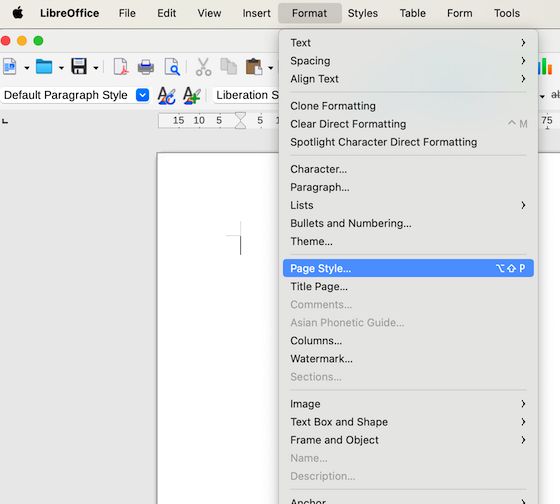 LibreOffice File Edit View Insert Format Styles Table Form Tools
Default Paragraph Style Liberation S
15 10 5 5 1 75
Text
Spacing
Align Text
Clone Formatting
Clear Direct Formatting ^ M
Spotlight Character Direct Formatting
Character...
Paragraph...
Lists
Bullets and Numbering...
Theme...
Page Style... ⌥⇧ P
Title Page...
Comments...
Asian Phonetic Guide...
Columns...
Watermark...
Sections...
Image
Text Box and Shape
Frame and Object
Name...
Description...
Anchor